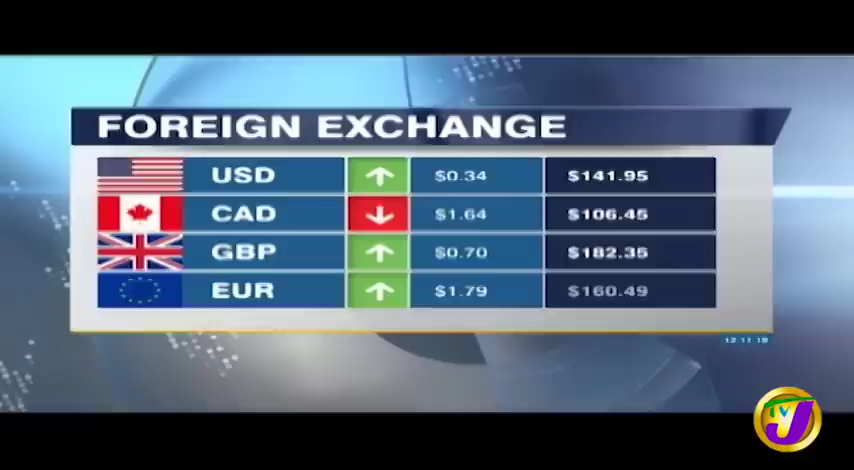 FOREIGN EXCHANGE
USD $0.34 $141.95
CAD $1.64 $106.45
GBP $0.70 $182.35
EUR $1.79 $160.49
12.11.19
TVJ